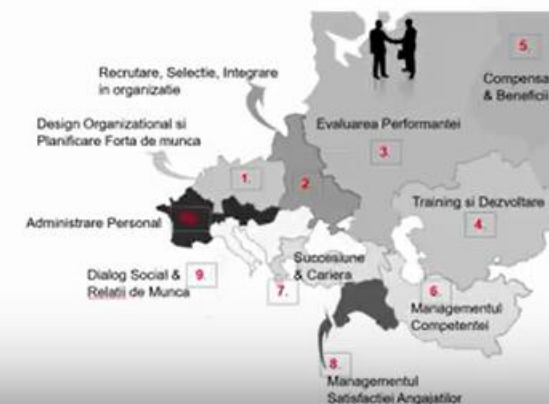 5.
Recrutare, Selectie, Integrare
in organizatie
Compensa
& Beneficii
Design Organizational si
Planificare Forta de munca
Evaluarea Performantei
3.
1.
2
Training si Dezvoltare
4.
Administrare Personal
Succesiune
& Cariera
Dialog Social &
Relatii de Munca
9.
7.
6.
Managementul
Competentei
8.
Managementul
Satisfactiei Angajatilor